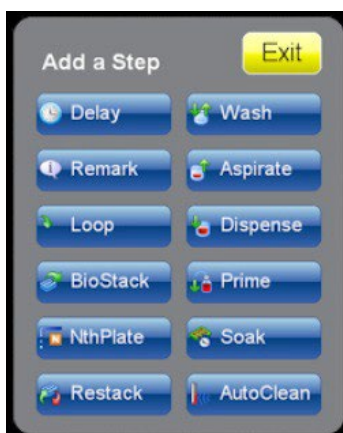 Add a Step Exit
Delay Wash
Remark Aspirate
Loop Dispense
BioStack Prime
NthPlate Soak
Restack AutoClean